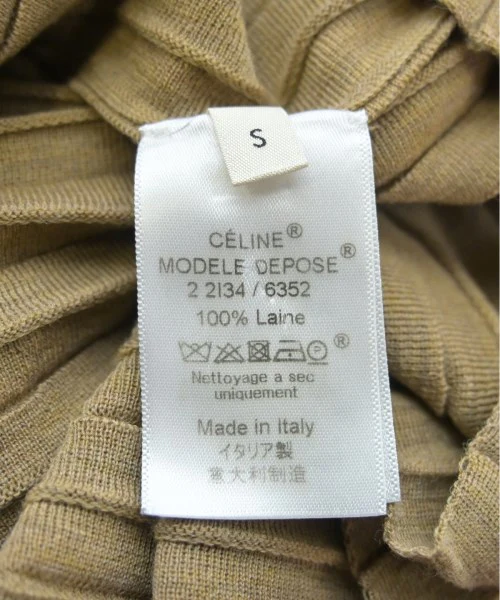 S
CÉLINE®
MODELE DEPOSE®
2 2I34 / 6352
100% Laine
®
Nettoyage a sec
uniquement
Made in Italy
イタリア製
意大利制造